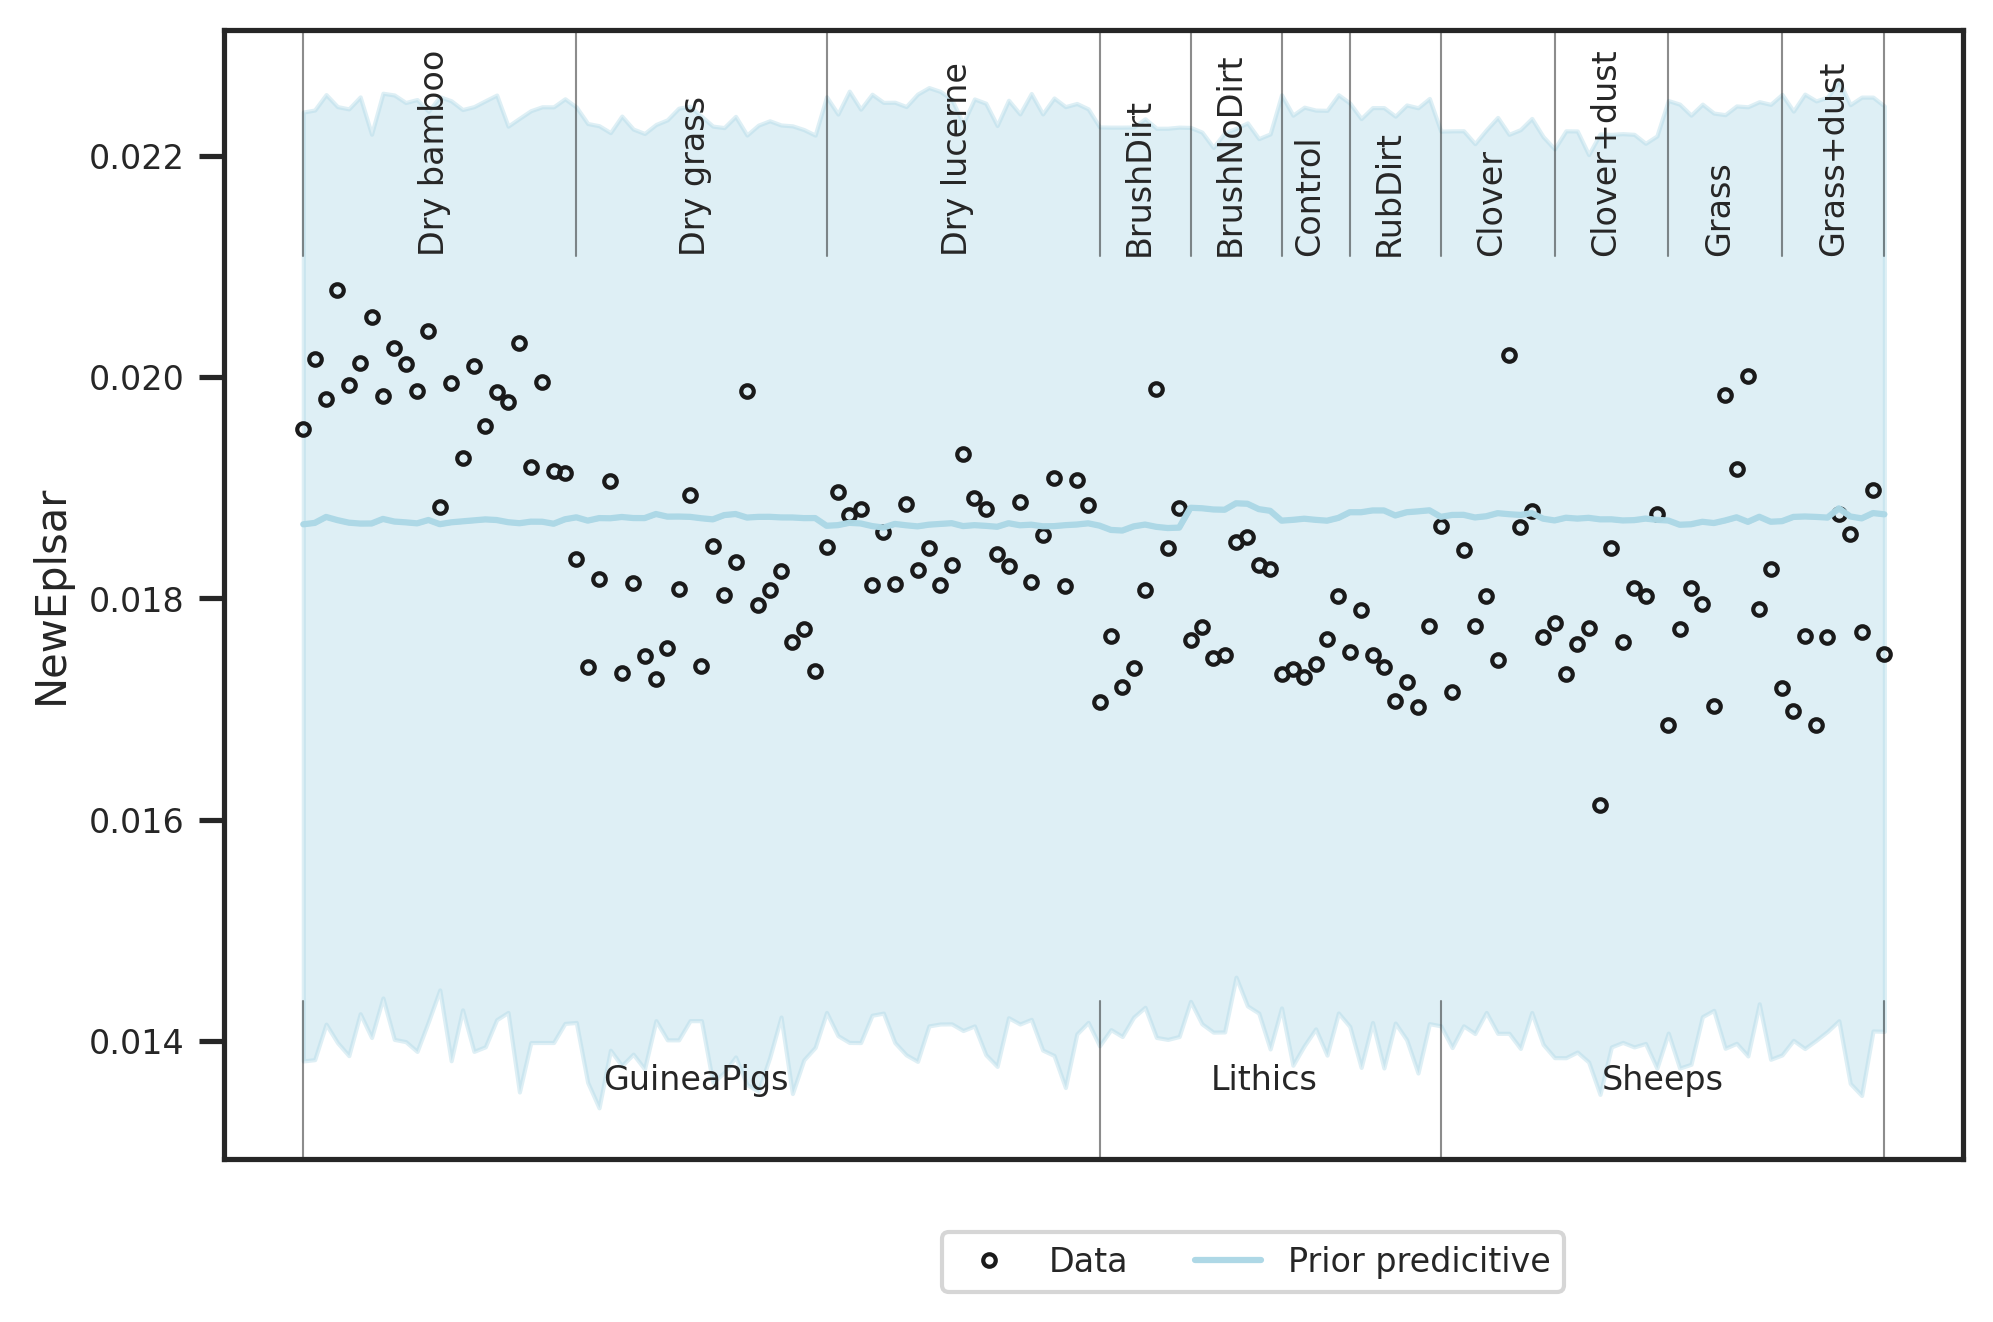 Dry bamboo
Dry grass
Dry lucerne
BrushDirt
BrushNoDirt
Control
RubDirt
Clover
Clover+dust
Grass
Grass+dust
0.022
0.020
0.018
0.016
0.014
NewEplsar
GuineaPigs
Lithics
Sheeps
Data
Prior predicitive